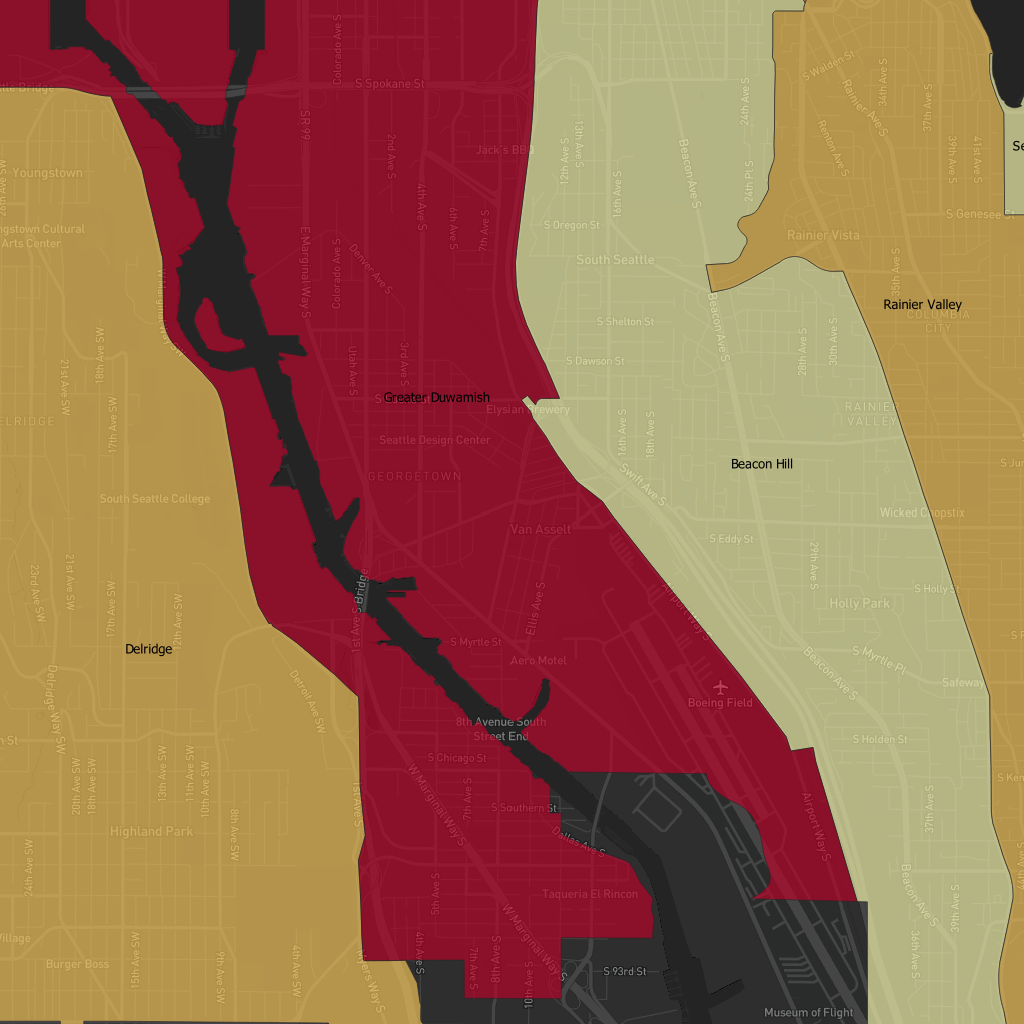 Colorado Ave S
S Spokane St
SR 99
S Walden St
34th Ave S
Rainier Ave S
37th Ave S
24th Ave S
Renton Ave S
2nd Ave S
13th Ave S
Jack's BBQ
12th Ave S
Beacon Ave S
39th Ave S
41st Ave S
Se
Youngstown
24th PL S
16th Ave S
4th Ave S
6th Ave S
7th Ave S
S Oregon St
S Genesee St
Arts Center
Rainier Vista
E Marginal Way S
Colorado Ave S
Denver Ave S
South Seattle
35th Ave S
Rainier Valley
COLUMBIA
CITY
Beacon Ave S
S Shelton St
28th Ave S
30th Ave S
21st Ave SW
18th Ave SW
Utah Ave S
3rd Ave S
S Dawson St
Greater Duwamish
Elysian Brewery
RAINIER
VALLEY
17th Ave SW
16th Ave S
18th Ave S
Seattle Design Center
GEORGETOWN
Beacon Hill
Swift Ave S
South Seattle College
Wicked Chopstix
Van Asselt
S Eddy St
29th Ave S
23rd Ave SW
21st Ave SW
17th Ave SW
1st Ave S Bridge
Ellis Ave S
Airport Way S
Holly Park
S Holly St
S Myrtle St
Delridge
Aero Motel
S Myrtle Pl
Beacon Ave S
Safeway
Delridge Way SW
Detroit Ave SW
Boeing Field
8th Avenue South
Street End
S Holden St
S Chicago St
20th Ave SW
18th Ave SW
13th Ave SW
11th Ave SW
10th Ave SW
1st Ave S
W Marginal Way S
7th Ave S
S Southern St
Airport Way S
37th Ave S
Highland Park
8th Ave SW
Dallas Ave S
24th Ave SW
5th Ave S
Taqueria El Rincon
Beacon Ave S
39th Ave S
36th Ave S
W Marginal Way S
Burger Boss
9th Ave SW
4th Ave SW
4th Ave S
7th Ave S
8th Ave S
10th Ave S
S 93rd St
Museum of Flight